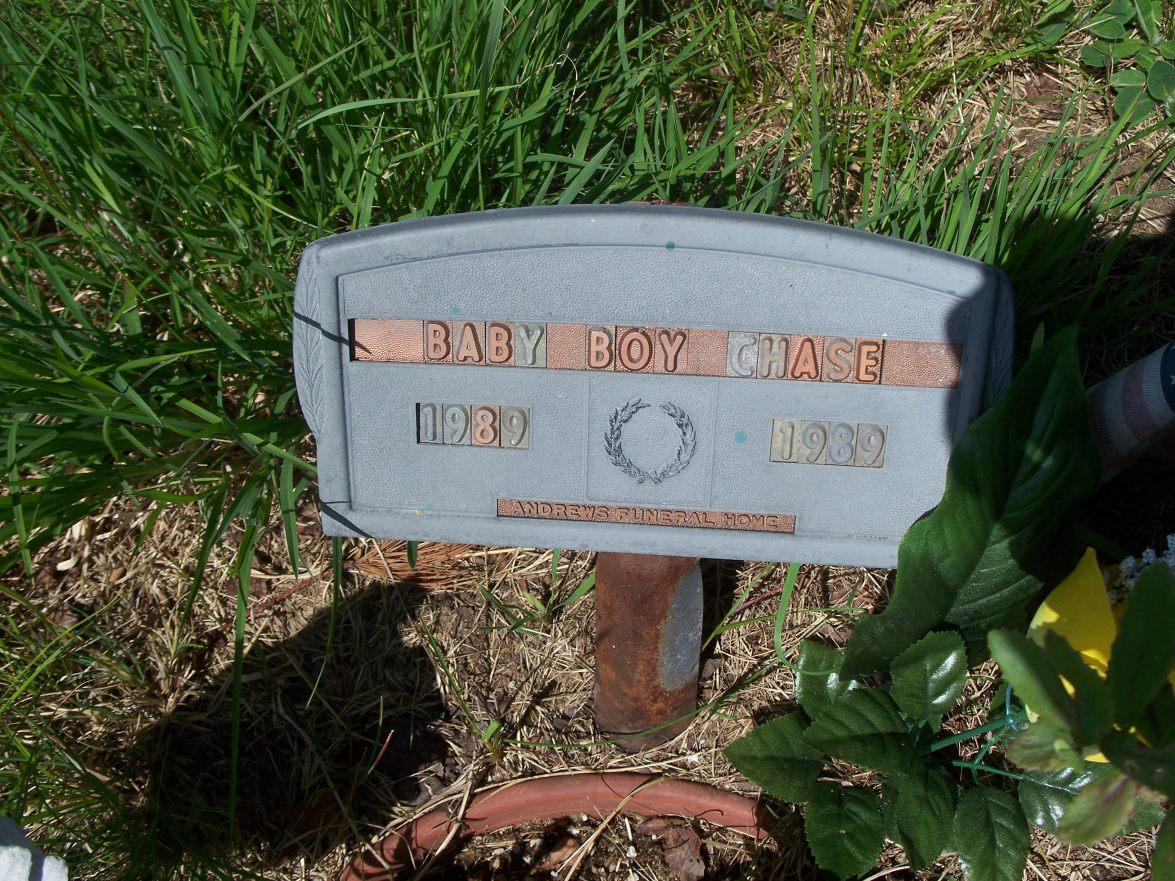 BABY BOY CHASE
1989 1989
ANDREWS FUNERAL HOME